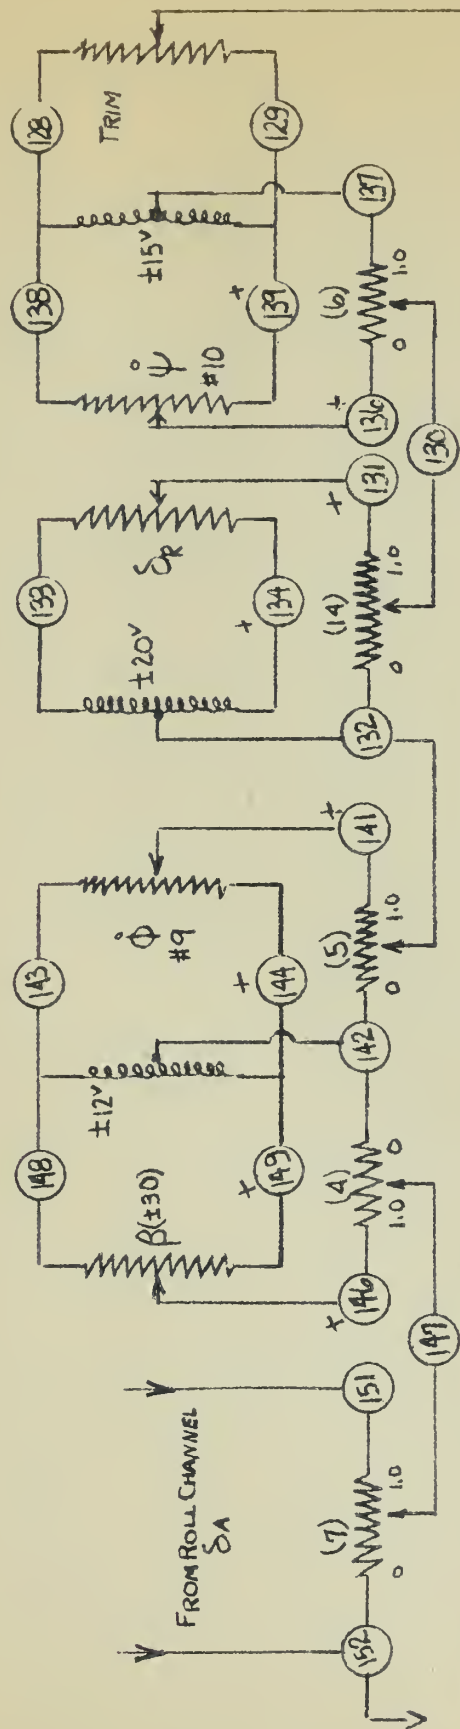 148 143 133 138 128
FROM ROLL CHANNEL
δA
β(±30)
±12v
Φ̇
#9
±20v
δR
ψ̇
#10
±15v
TRIM
+ 149 + 144 + 134 + 139 129
152 (7) 151 + 146 (4) 142 (5) + 141 132 (14) + 131 + 136 (6) 137
0 1.0 1.0 0 0 1.0 0 1.0 0 1.0
147 130